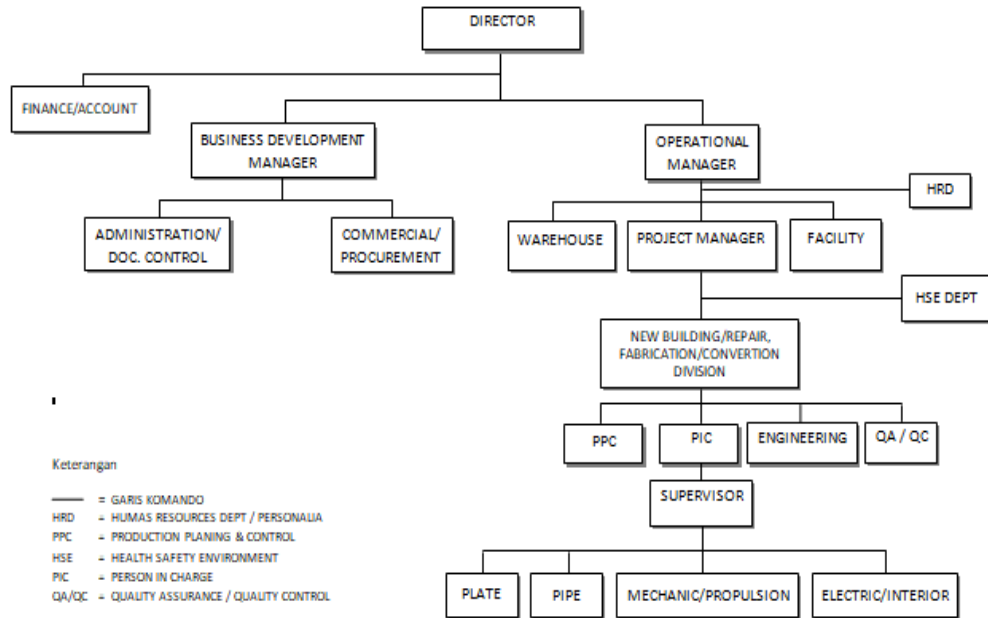 DIRECTOR
FINANCE/ACCOUNT
BUSINESS DEVELOPMENT
MANAGER
OPERATIONAL
MANAGER
HRD
ADMINISTRATION/
DOC. CONTROL
COMMERCIAL/
PROCUREMENT
WAREHOUSE
PROJECT MANAGER
FACILITY
HSE DEPT
NEW BUILDING/REPAIR,
FABRICATION/CONVERTION
DIVISION
PPC
PIC
ENGINEERING
QA / QC
SUPERVISOR
PLATE
PIPE
MECHANIC/PROPULSION
ELECTRIC/INTERIOR
Keterangan
= GARIS KOMANDO
HRD = HUMAS RESOURCES DEPT / PERSONALIA
PPC = PRODUCTION PLANING & CONTROL
HSE = HEALTH SAFETY ENVIRONMENT
PIC = PERSON IN CHARGE
QA/QC = QUALITY ASSURANCE / QUALITY CONTROL